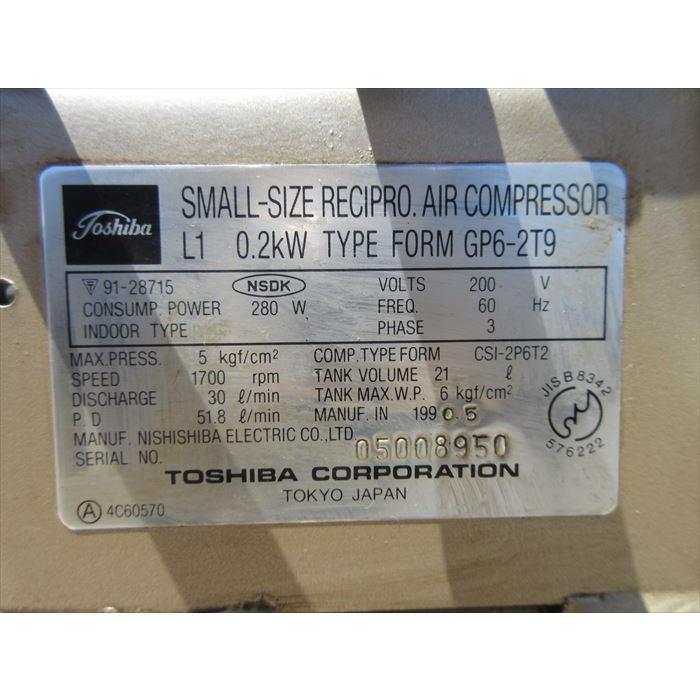 Toshiba
SMALL-SIZE RECIPRO. AIR COMPRESSOR
L1 0.2kW TYPE FORM GP6-2T9
91-28715 NSDK VOLTS 200 V
CONSUMP. POWER 280 W FREQ. 60 Hz
INDOOR TYPE PHASE 3
MAX.PRESS. 5 kgf/cm² COMP.TYPE FORM CSI-2P6T2
SPEED 1700 rpm TANK VOLUME 21 ℓ
DISCHARGE 30 ℓ/min TANK MAX.W.P. 6 kgf/cm²
P.D 51.8 ℓ/min MANUF. IN 1990.5
MANUF. NISHISHIBA ELECTRIC CO.,LTD.
SERIAL NO. 05008950
JIS B 8342
576222
TOSHIBA CORPORATION
TOKYO JAPAN
A 4C60570